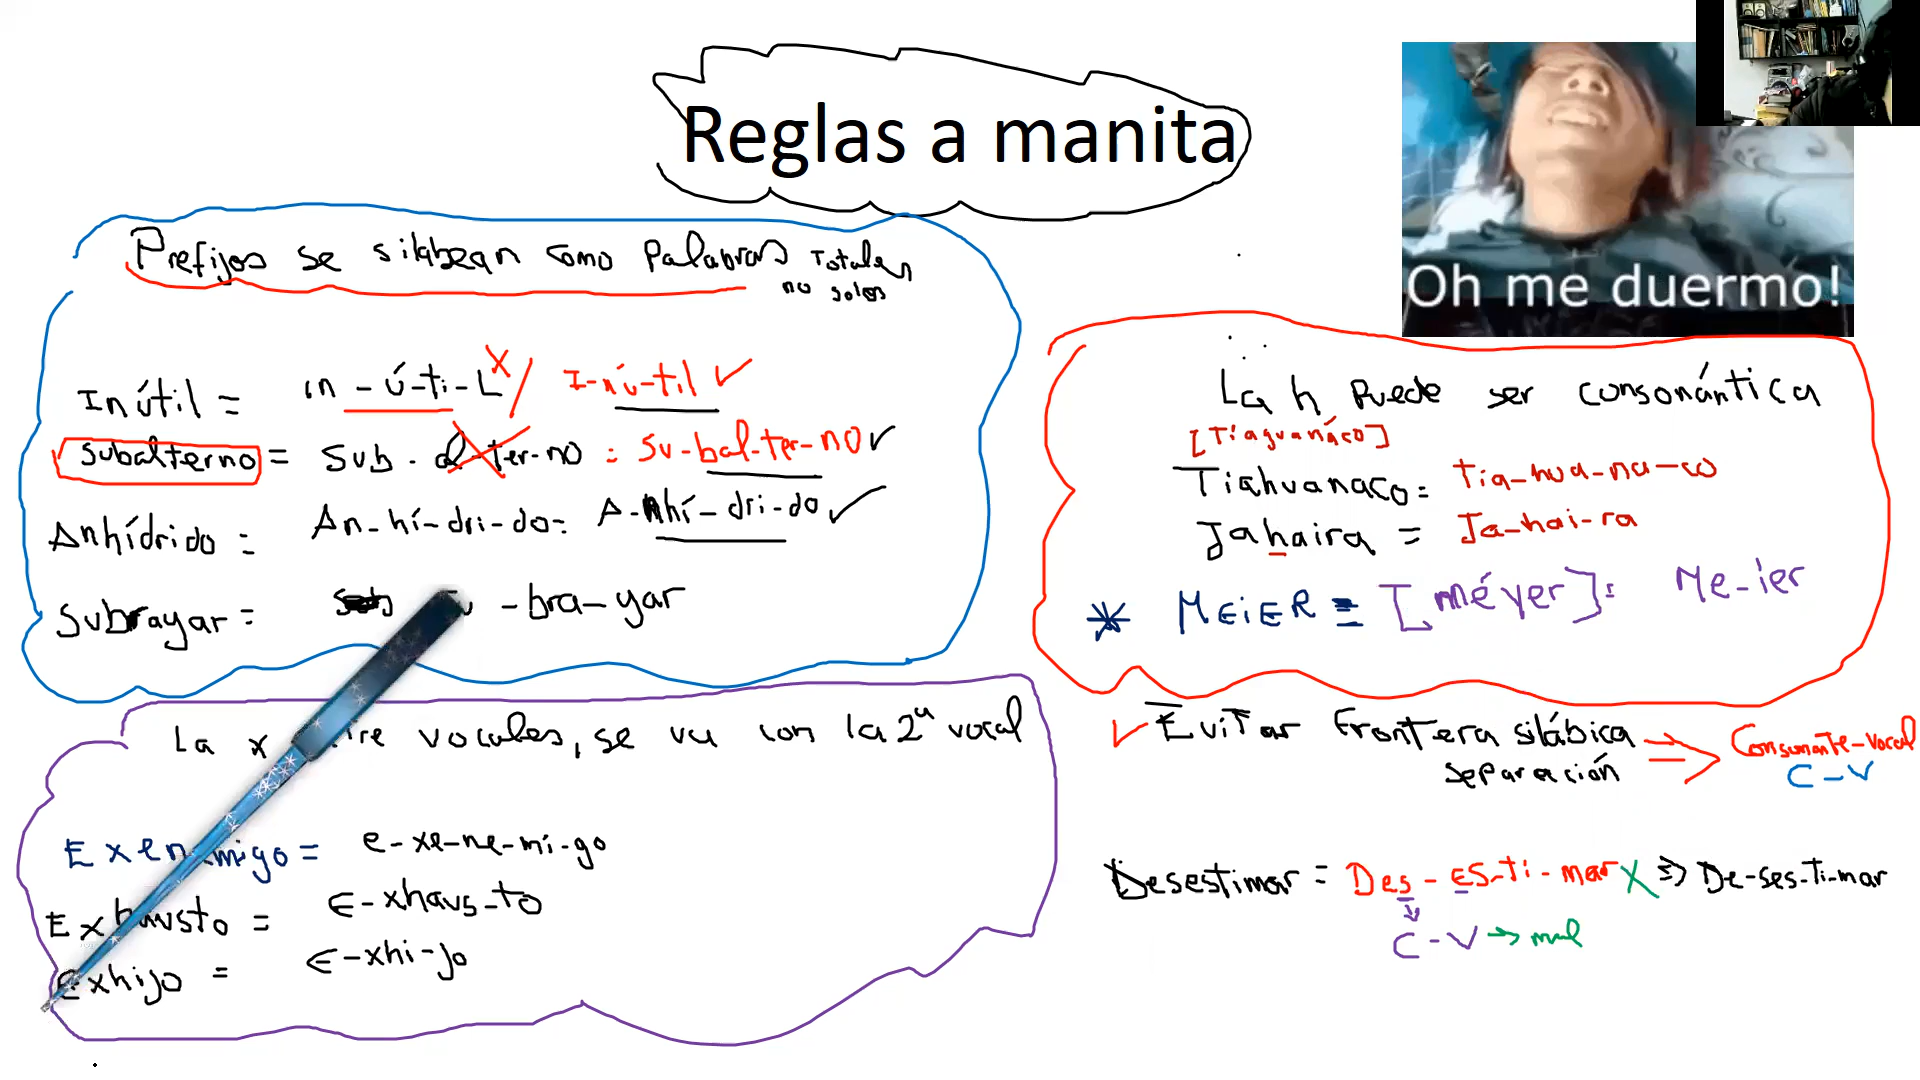 Reglas a manita
Oh me duermo!
Prefijos se silabean como palabras totales
no solos
Inútil = in - ú - ti - L X / I-nú-til ✓
subalterno = Sub - al-ter-no = Su-bal-ter-no ✓
Anhídrido = An-hí-dri-do = A-nhí-dri-do ✓
Subrayar = -bra-yar
La x vocales, se va con la 2ª vocal
Exenemigo = e-xe-ne-mi-go
Exhausto = E-xhaus-to
exhijo = E-xhi-jo
La h puede ser consonántica
[Tiaguanáco]
Tiahuanaco = Tia-hua-na-co
Jahaira = Ja-hai-ra
* MEiER = [méyer] = Me-ier
✓ Evitar frontera silábica => Consonante-vocal
separación C-V
Desestimar = Des - es-ti-mar X => De-ses-ti-mar
C-V → mal